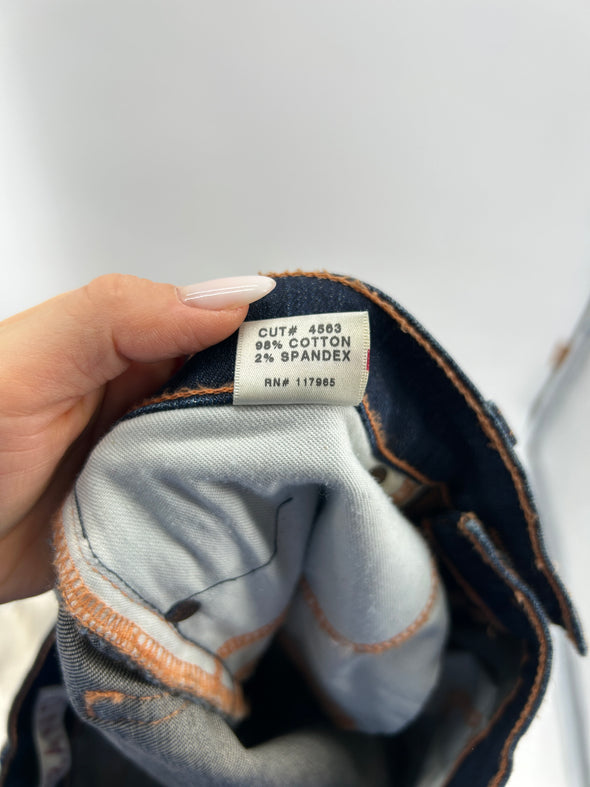 CUT# 4563
98% COTTON
2% SPANDEX
RN# 117965